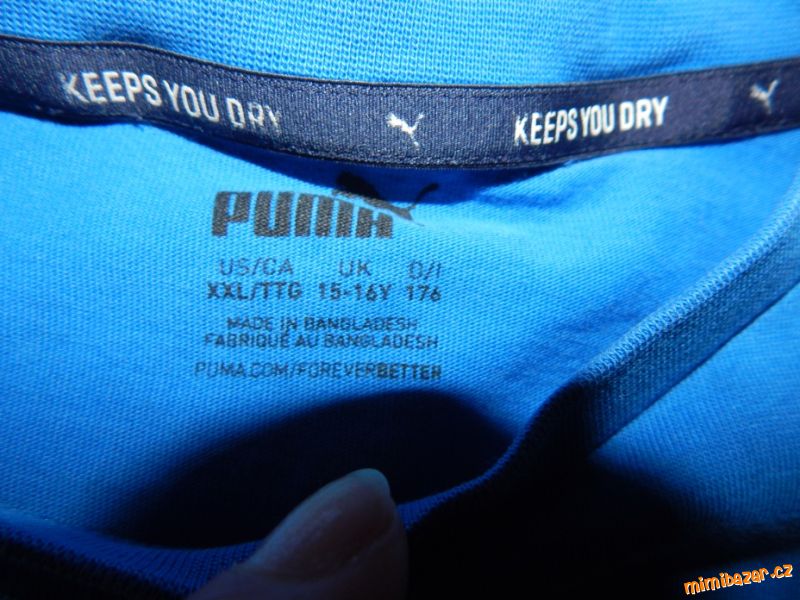 KEEPS YOU DRY KEEPS YOU DRY
PUMA
US/CA UK D/I
XXL/TTG 15-16Y 176
MADE IN BANGLADESH
FABRIQUÉ AU BANGLADESH
PUMA.COM/FOREVERBETTER
mimibazar.cz